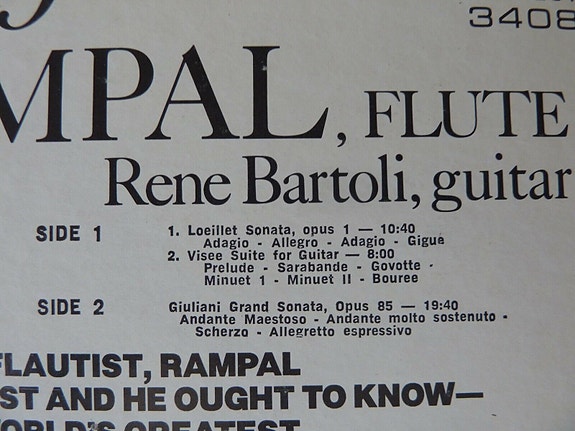 3408
MPAL, FLUTE
Rene Bartoli, guitar
SIDE 1
1. Loeillet Sonata, opus 1 — 10:40
Adagio - Allegro - Adagio - Gigue
2. Visee Suite for Guitar — 8:00
Prelude - Sarabande - Govotte -
Minuet 1 - Minuet II - Bouree
SIDE 2
Giuliani Grand Sonata, Opus 85 — 19:40
Andante Maestoso - Andante molto sostenuto -
Scherzo - Allegretto espressivo
FLAUTIST, RAMPAL
ST AND HE OUGHT TO KNOW—
WORLD'S GREATEST